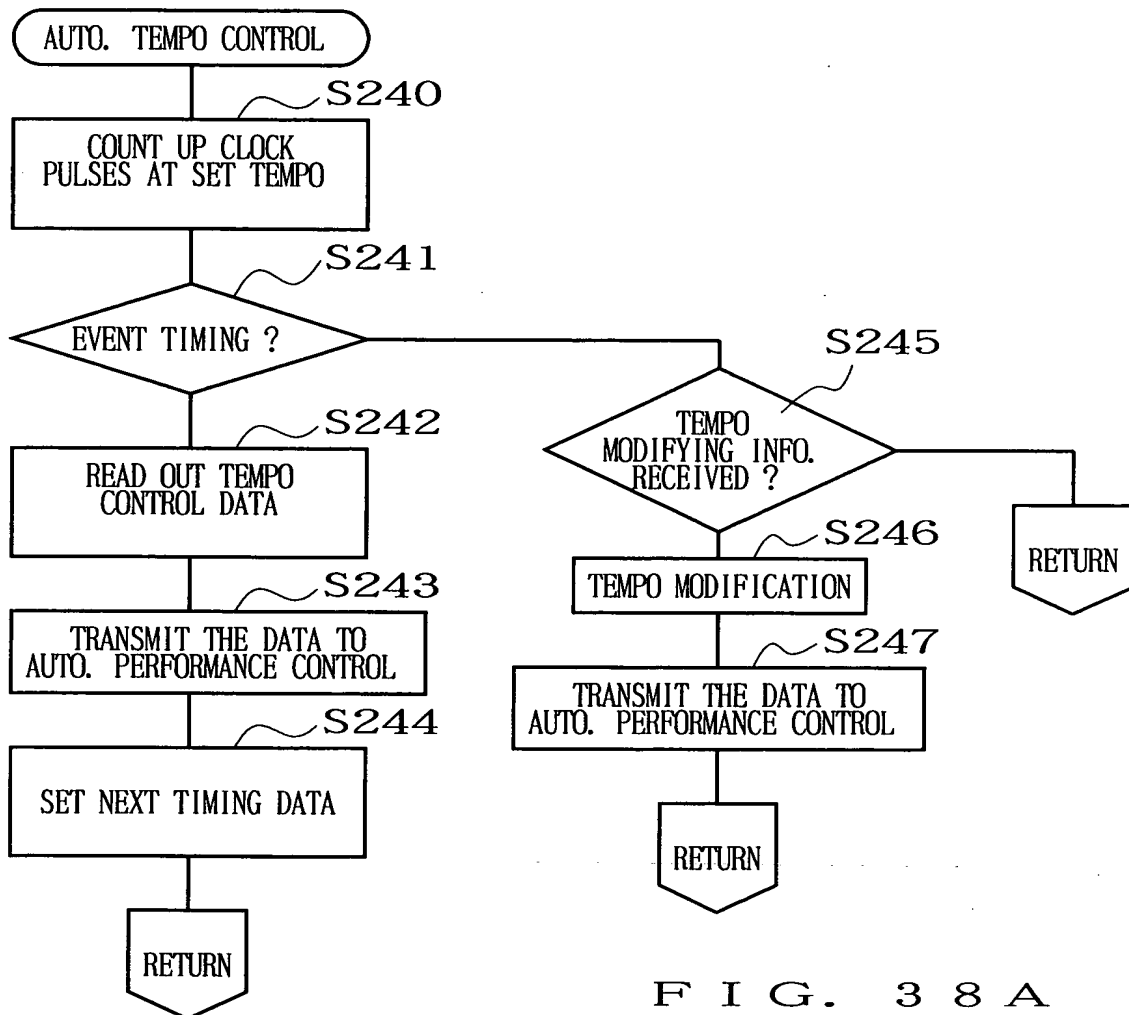 AUTO. TEMPO CONTROL
S240
COUNT UP CLOCK
PULSES AT SET TEMPO
S241
EVENT TIMING ?
S242
READ OUT TEMPO
CONTROL DATA
S243
TRANSMIT THE DATA TO
AUTO. PERFORMANCE CONTROL
S244
SET NEXT TIMING DATA
RETURN
S245
TEMPO
MODIFYING INFO.
RECEIVED ?
RETURN
S246
TEMPO MODIFICATION
S247
TRANSMIT THE DATA TO
AUTO. PERFORMANCE CONTROL
RETURN
FIG. 38A